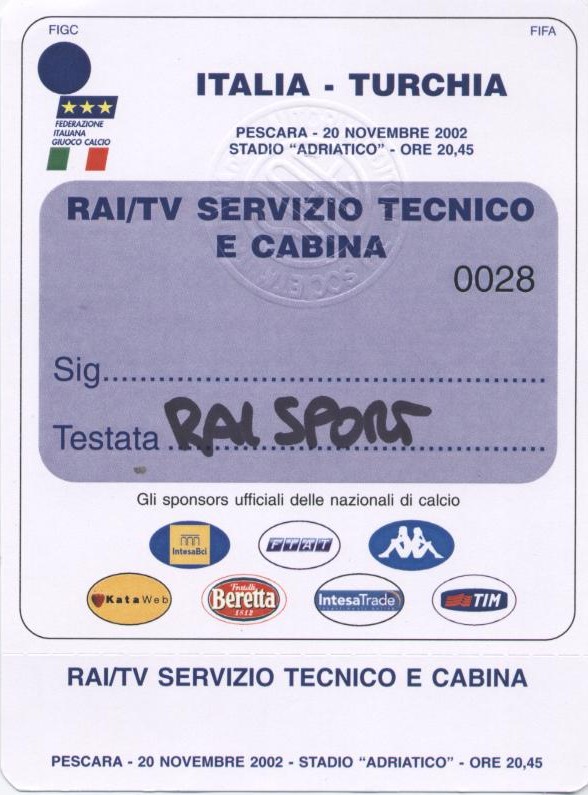 FIGC
FIFA
FEDERAZIONE
ITALIANA
GIUOCO CALCIO
ITALIA - TURCHIA
PESCARA - 20 NOVEMBRE 2002
STADIO "ADRIATICO" - ORE 20,45
RAI/TV SERVIZIO TECNICO
E CABINA
0028
Sig.
Testata RAI SPORT
Gli sponsors ufficiali delle nazionali di calcio
IntesaBci
FIAT
KataWeb
Fratelli
Beretta
1812
IntesaTrade
TIM
RAI/TV SERVIZIO TECNICO E CABINA
PESCARA - 20 NOVEMBRE 2002 - STADIO "ADRIATICO" - ORE 20,45